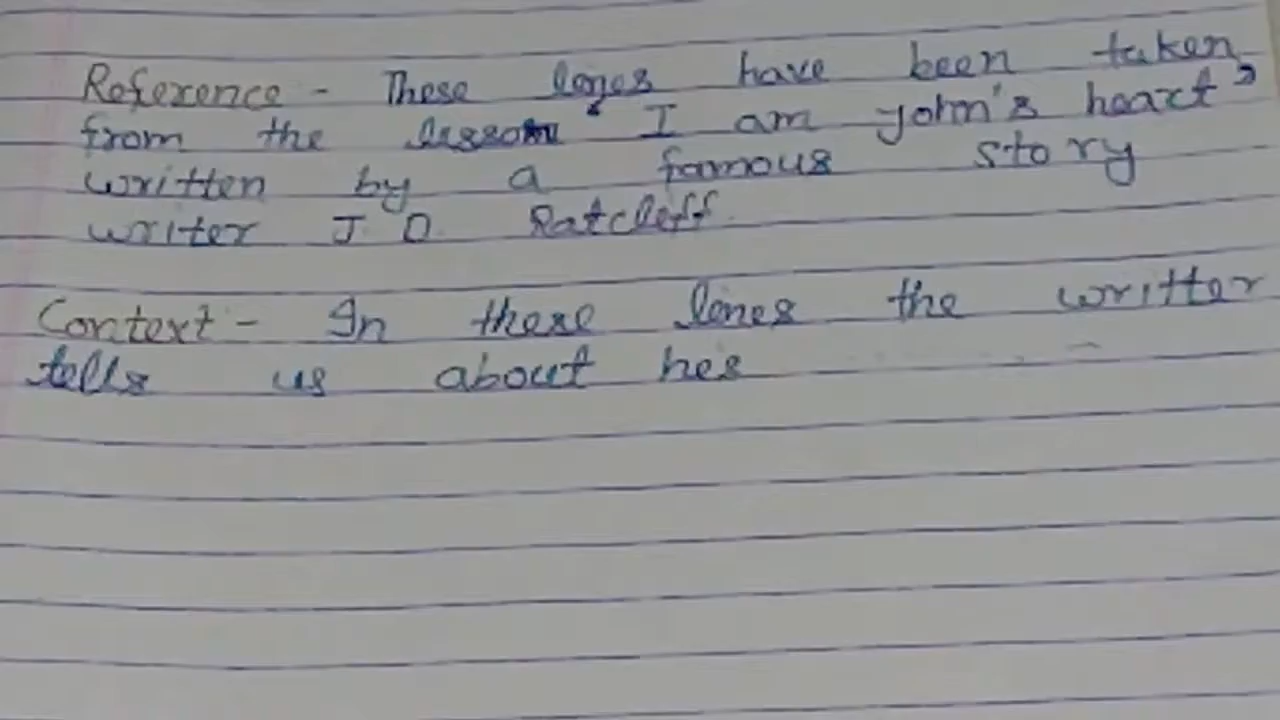 Reference - These lines have been taken
from the lesson "I am John's heart"
written by a famous story
writer J. D. Ratcliff.
Context - In these lines the writter
tells us about his